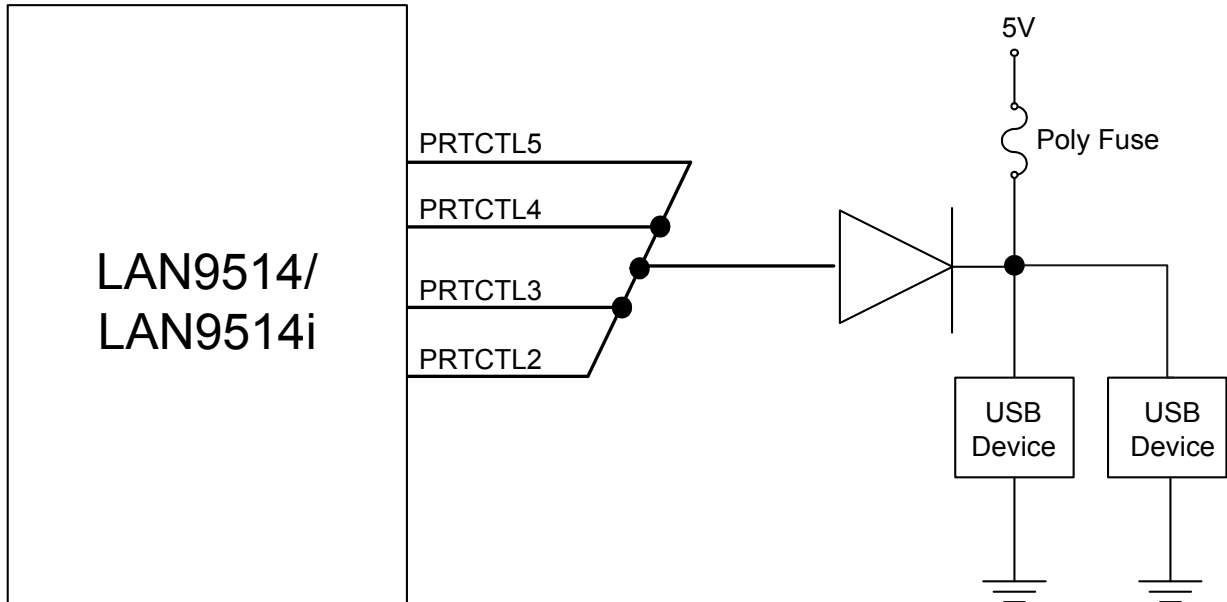 5V
Poly Fuse
PRTCTL5
PRTCTL4
PRTCTL3
PRTCTL2
LAN9514/
LAN9514i
USB
Device
USB
Device